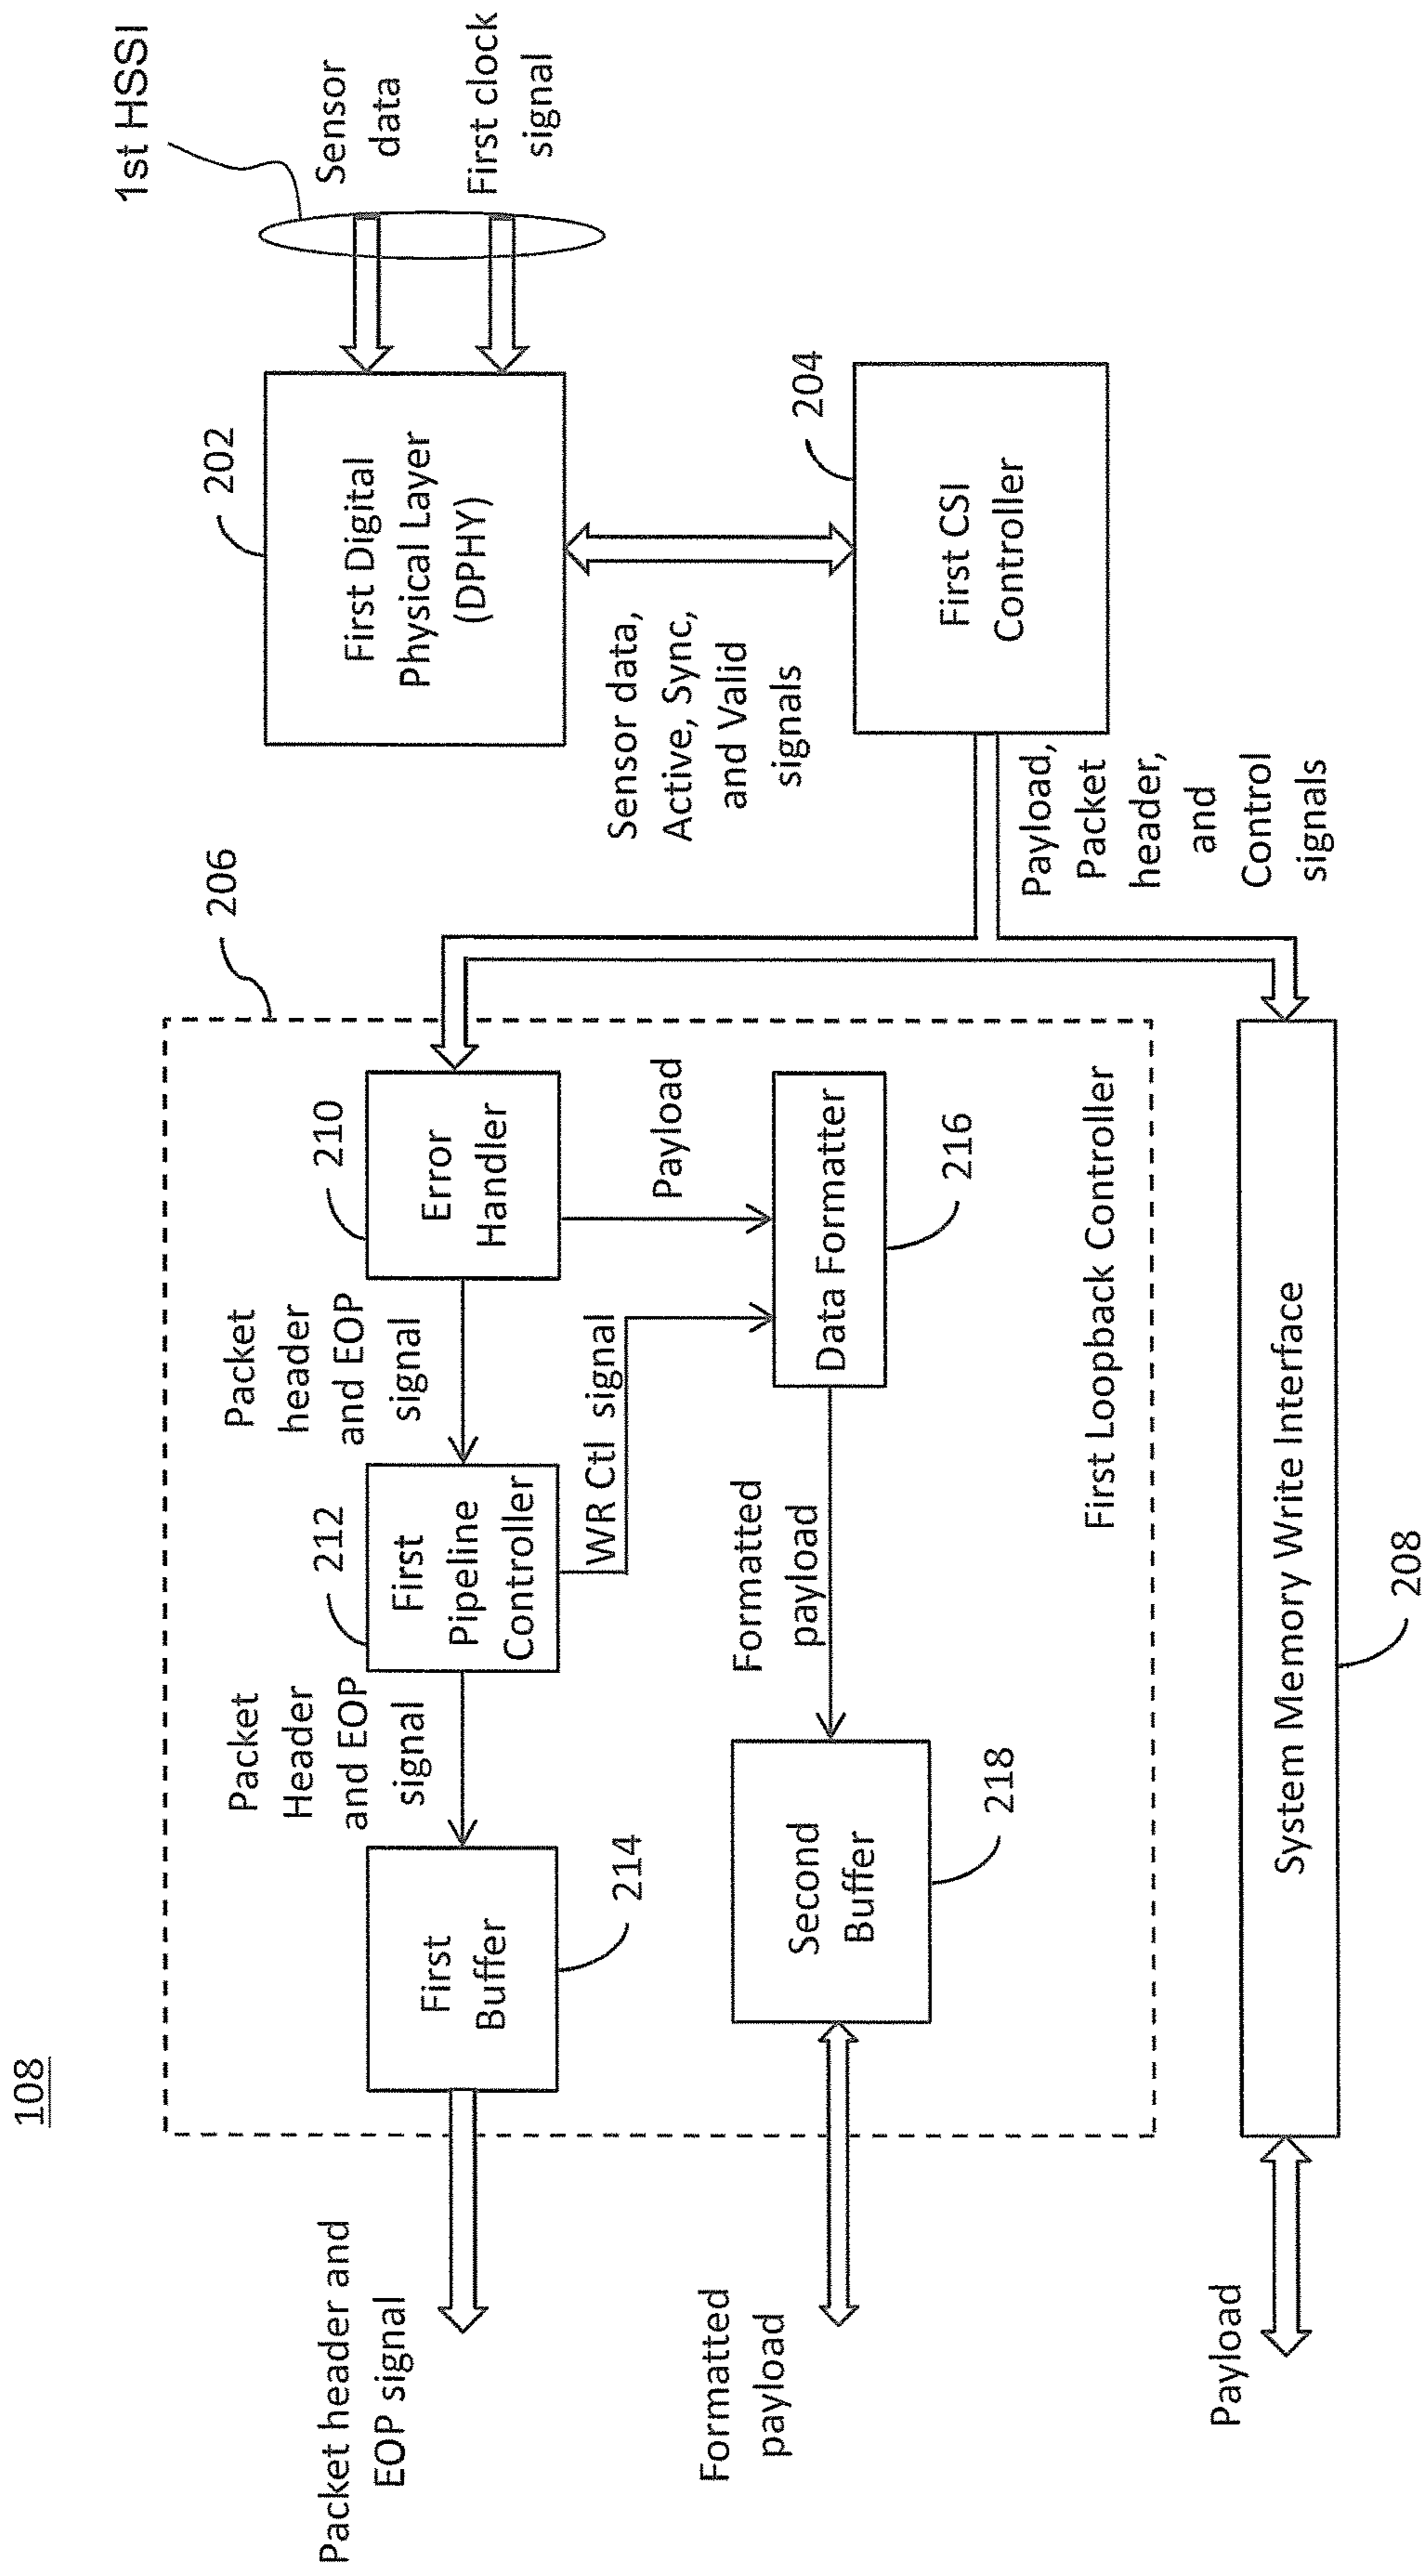 108
1st HSSI
Sensor
data
First clock
signal
202
First Digital
Physical Layer
(DPHY)
Sensor data,
Active, Sync,
and Valid
signals
204
First CSI
Controller
Payload,
Packet
header,
and
Control
signals
206
210
Error
Handler
Packet
header
and EOP
signal
212
First
Pipeline
Controller
Packet
Header
and EOP
signal
First
Buffer
214
Packet header and
EOP signal
Payload
WR Ctl signal
Data Formatter
216
Formatted
payload
Second
Buffer
218
Formatted
payload
First Loopback Controller
System Memory Write Interface
208
Payload